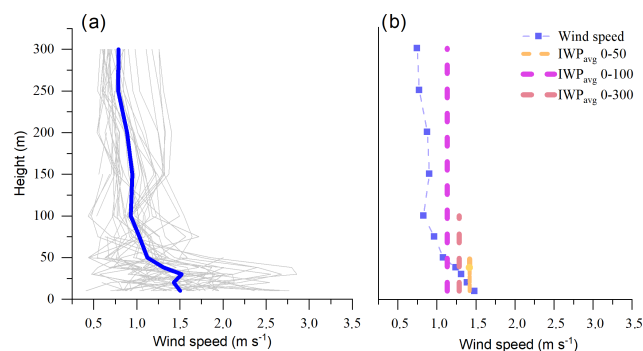 (a)
300
250
200
150
100
50
0
Height (m)
0,5 1,0 1,5 2,0 2,5 3,0 3,5
Wind speed (m s⁻¹)
(b)
Wind speed
IWPavg 0-50
IWPavg 0-100
IWPavg 0-300
0,5 1,0 1,5 2,0 2,5 3,0 3,5
Wind speed (m s⁻¹)